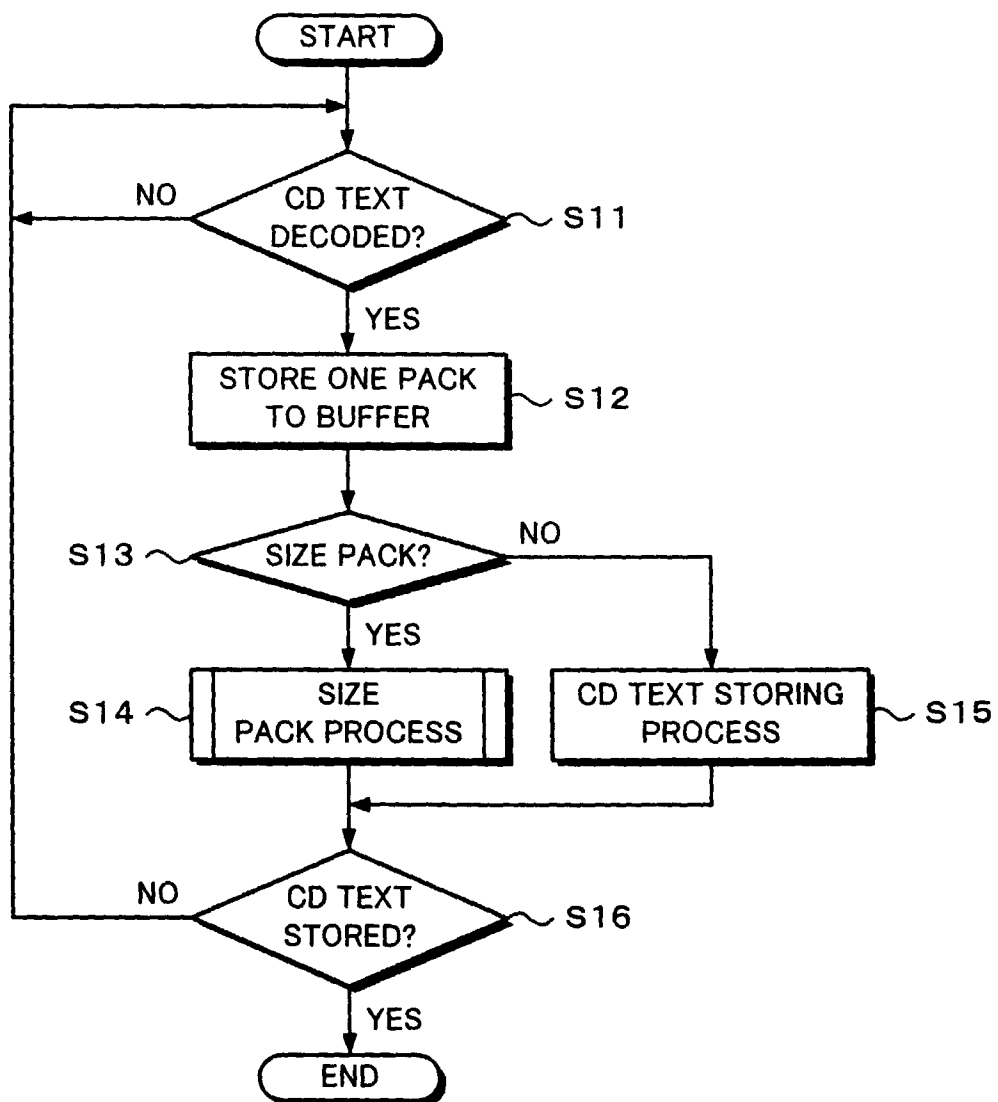 START
NO
CD TEXT
DECODED?
S11
YES
STORE ONE PACK
TO BUFFER
S12
S13
SIZE PACK?
NO
YES
S14
SIZE
PACK PROCESS
CD TEXT STORING
PROCESS
S15
NO
CD TEXT
STORED?
S16
YES
END